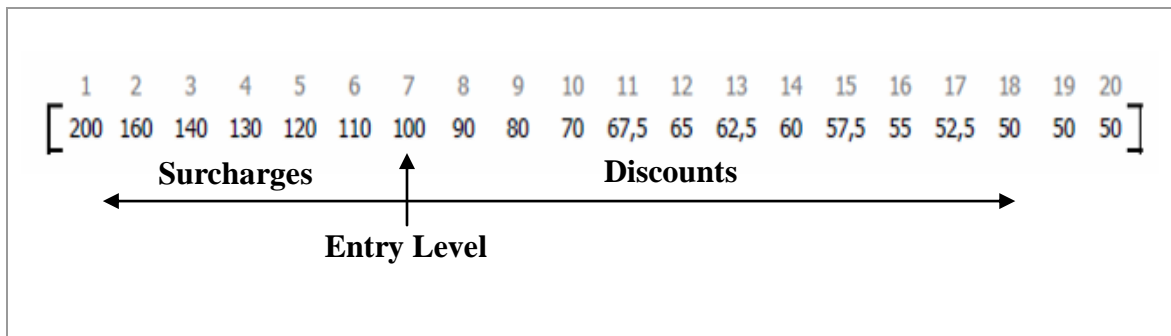 1 2 3 4 5 6 7 8 9 10 11 12 13 14 15 16 17 18 19 20
[200 160 140 130 120 110 100 90 80 70 67,5 65 62,5 60 57,5 55 52,5 50 50 50]
Surcharges Discounts
Entry Level